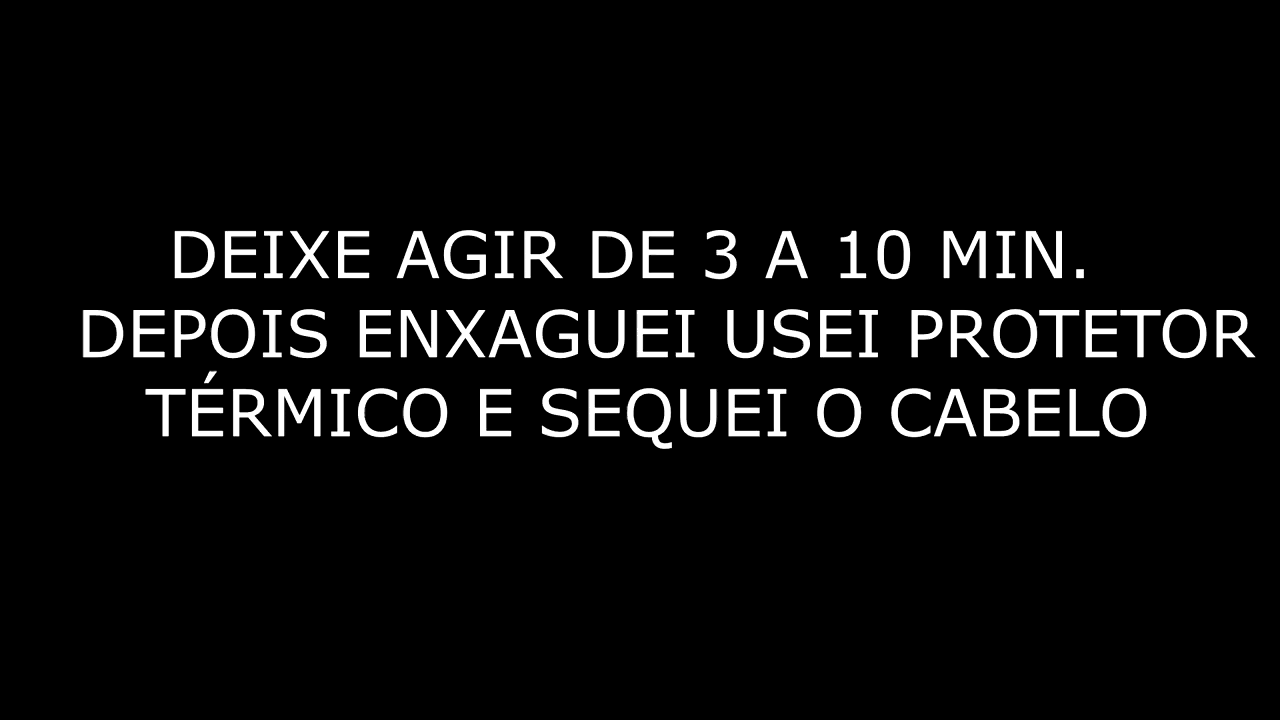 DEIXE AGIR DE 3 A 10 MIN.
DEPOIS ENXAGUEI USEI PROTETOR
TÉRMICO E SEQUEI O CABELO